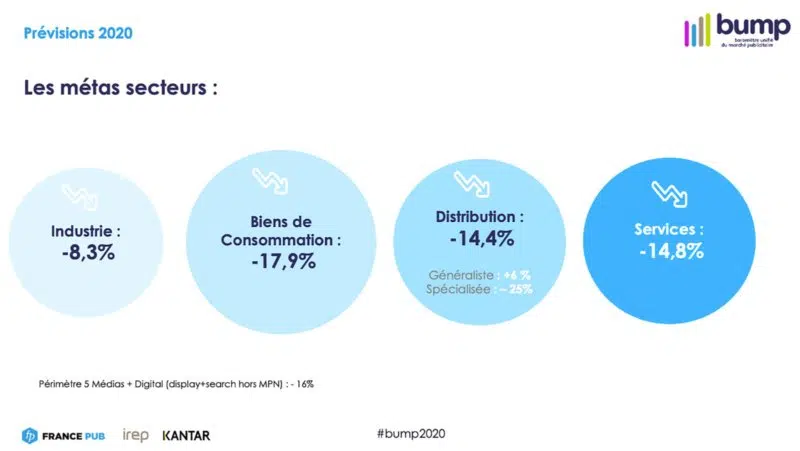 Prévisions 2020
bump
baromètre unifié
du marché publicitaire
Les métas secteurs :
Industrie :
-8,3%
Biens de
Consommation :
-17,9%
Distribution :
-14,4%
Généraliste : +6 %
Spécialisée : – 25%
Services :
-14,8%
Périmètre 5 Médias + Digital (display+search hors MPN) : - 16%
fp FRANCE PUB irep KANTAR
#bump2020